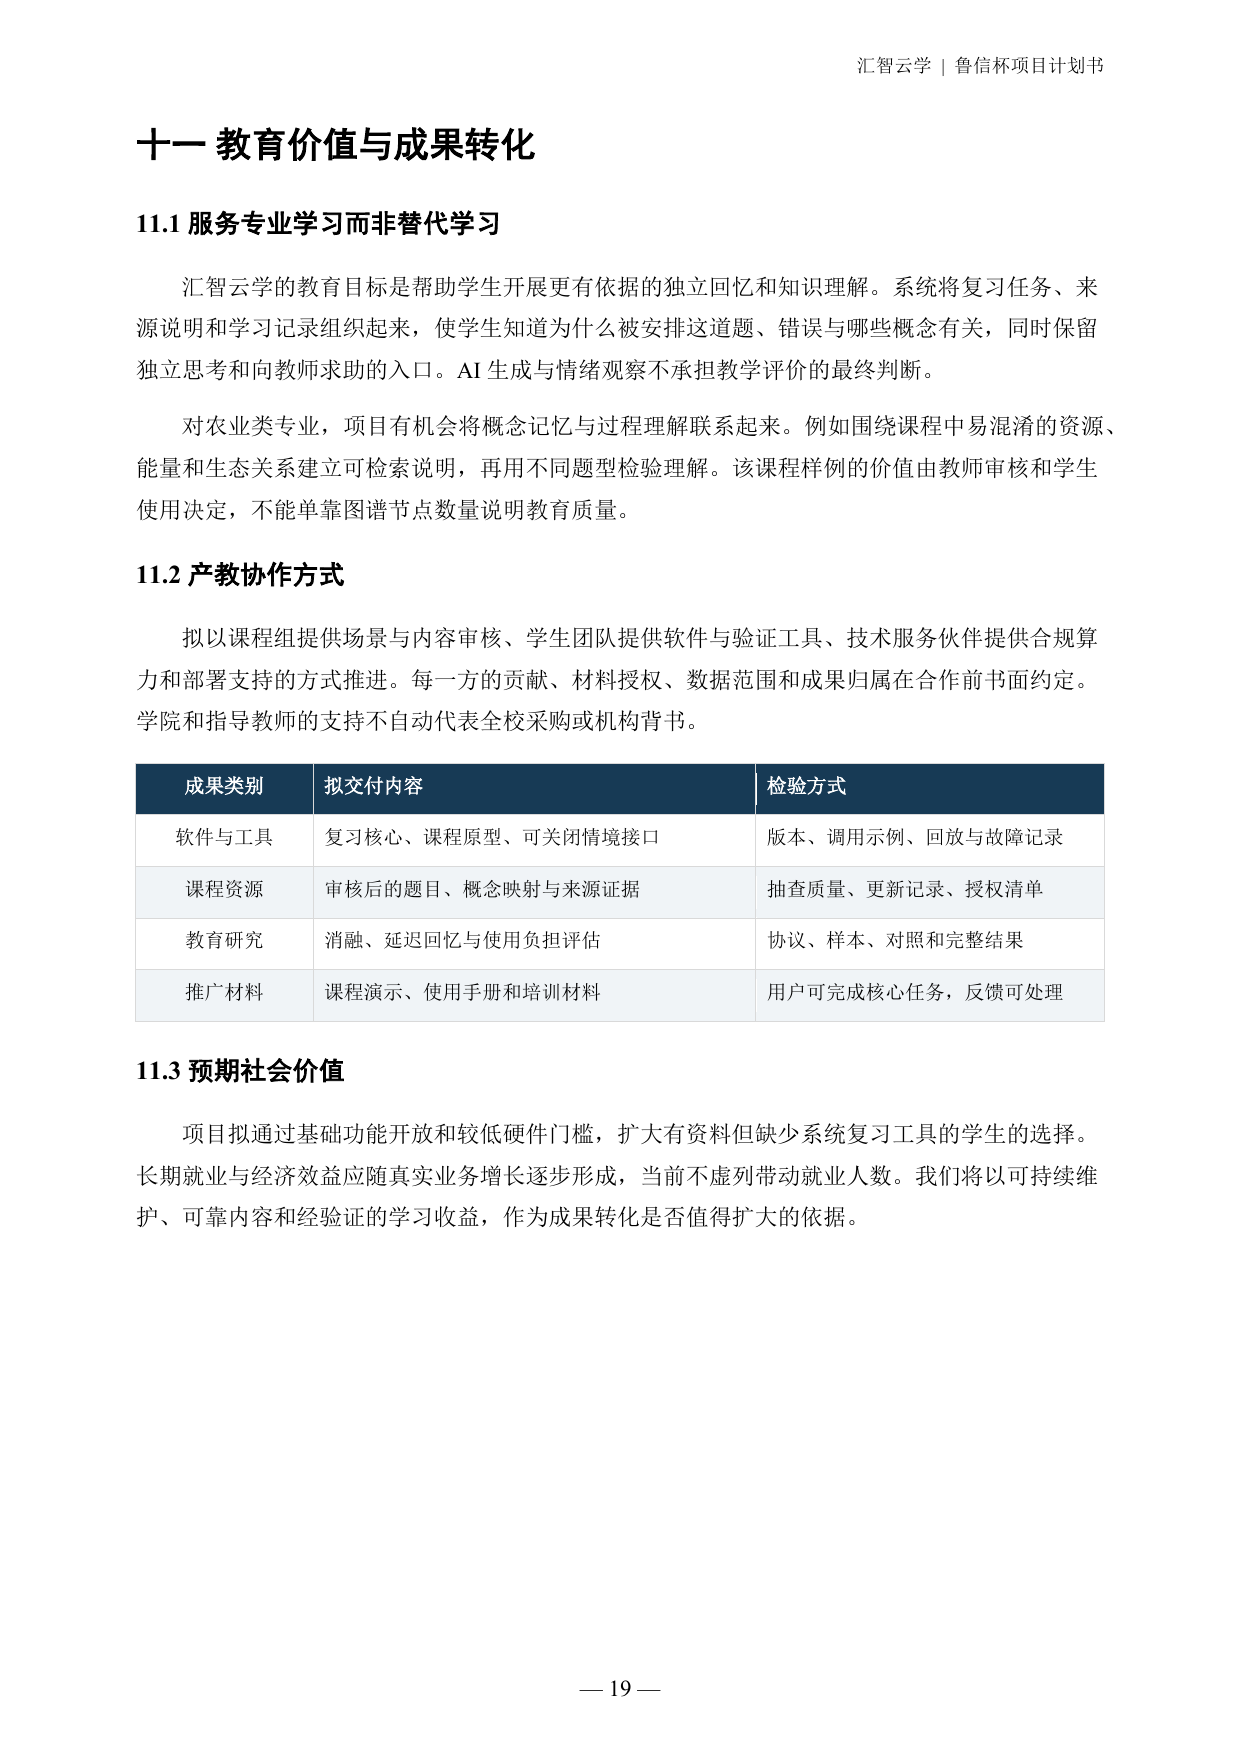 汇智云学 | 鲁信杯项目计划书
十一 教育价值与成果转化
11.1 服务专业学习而非替代学习
汇智云学的教育目标是帮助学生开展更有依据的独立回忆和知识理解。系统将复习任务、来
源说明和学习记录组织起来，使学生知道为什么被安排这道题、错误与哪些概念有关，同时保留
独立思考和向教师求助的入口。AI 生成与情绪观察不承担教学评价的最终判断。
对农业类专业，项目有机会将概念记忆与过程理解联系起来。例如围绕课程中易混淆的资源、
能量和生态关系建立可检索说明，再用不同题型检验理解。该课程样例的价值由教师审核和学生
使用决定，不能单靠图谱节点数量说明教育质量。
11.2 产教协作方式
拟以课程组提供场景与内容审核、学生团队提供软件与验证工具、技术服务伙伴提供合规算
力和部署支持的方式推进。每一方的贡献、材料授权、数据范围和成果归属在合作前书面约定。
学院和指导教师的支持不自动代表全校采购或机构背书。
成果类别 拟交付内容 检验方式
软件与工具 复习核心、课程原型、可关闭情境接口 版本、调用示例、回放与故障记录
课程资源 审核后的题目、概念映射与来源证据 抽查质量、更新记录、授权清单
教育研究 消融、延迟回忆与使用负担评估 协议、样本、对照和完整结果
推广材料 课程演示、使用手册和培训材料 用户可完成核心任务，反馈可处理
11.3 预期社会价值
项目拟通过基础功能开放和较低硬件门槛，扩大有资料但缺少系统复习工具的学生的选择。
长期就业与经济效益应随真实业务增长逐步形成，当前不虚列带动就业人数。我们将以可持续维
护、可靠内容和经验证的学习收益，作为成果转化是否值得扩大的依据。
— 19 —